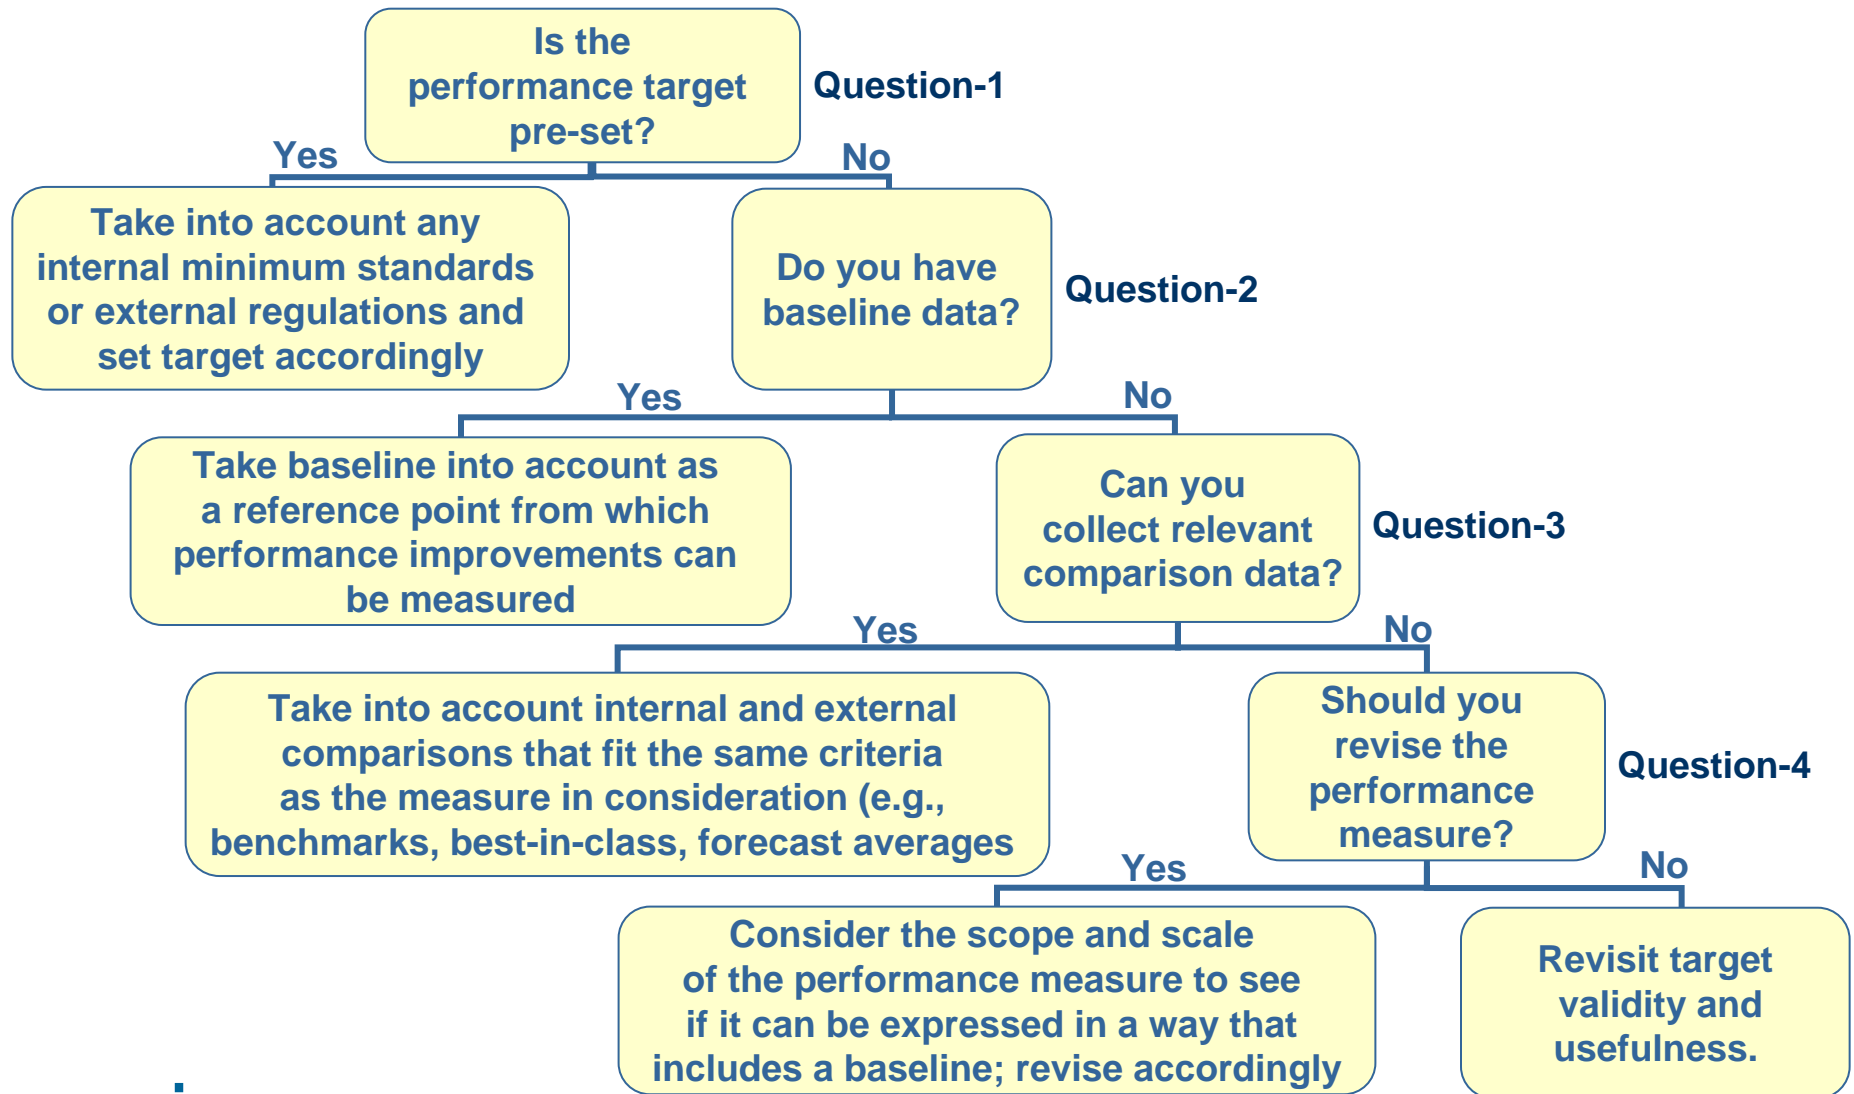 Is the
performance target
pre-set?
Question-1
Yes
No
Take into account any
internal minimum standards
or external regulations and
set target accordingly
Do you have
baseline data?
Question-2
Yes
No
Take baseline into account as
a reference point from which
performance improvements can
be measured
Can you
collect relevant
comparison data?
Question-3
Yes
No
Take into account internal and external
comparisons that fit the same criteria
as the measure in consideration (e.g.,
benchmarks, best-in-class, forecast averages
Should you
revise the
performance
measure?
Question-4
Yes
No
Consider the scope and scale
of the performance measure to see
if it can be expressed in a way that
includes a baseline; revise accordingly
Revisit target
validity and
usefulness.